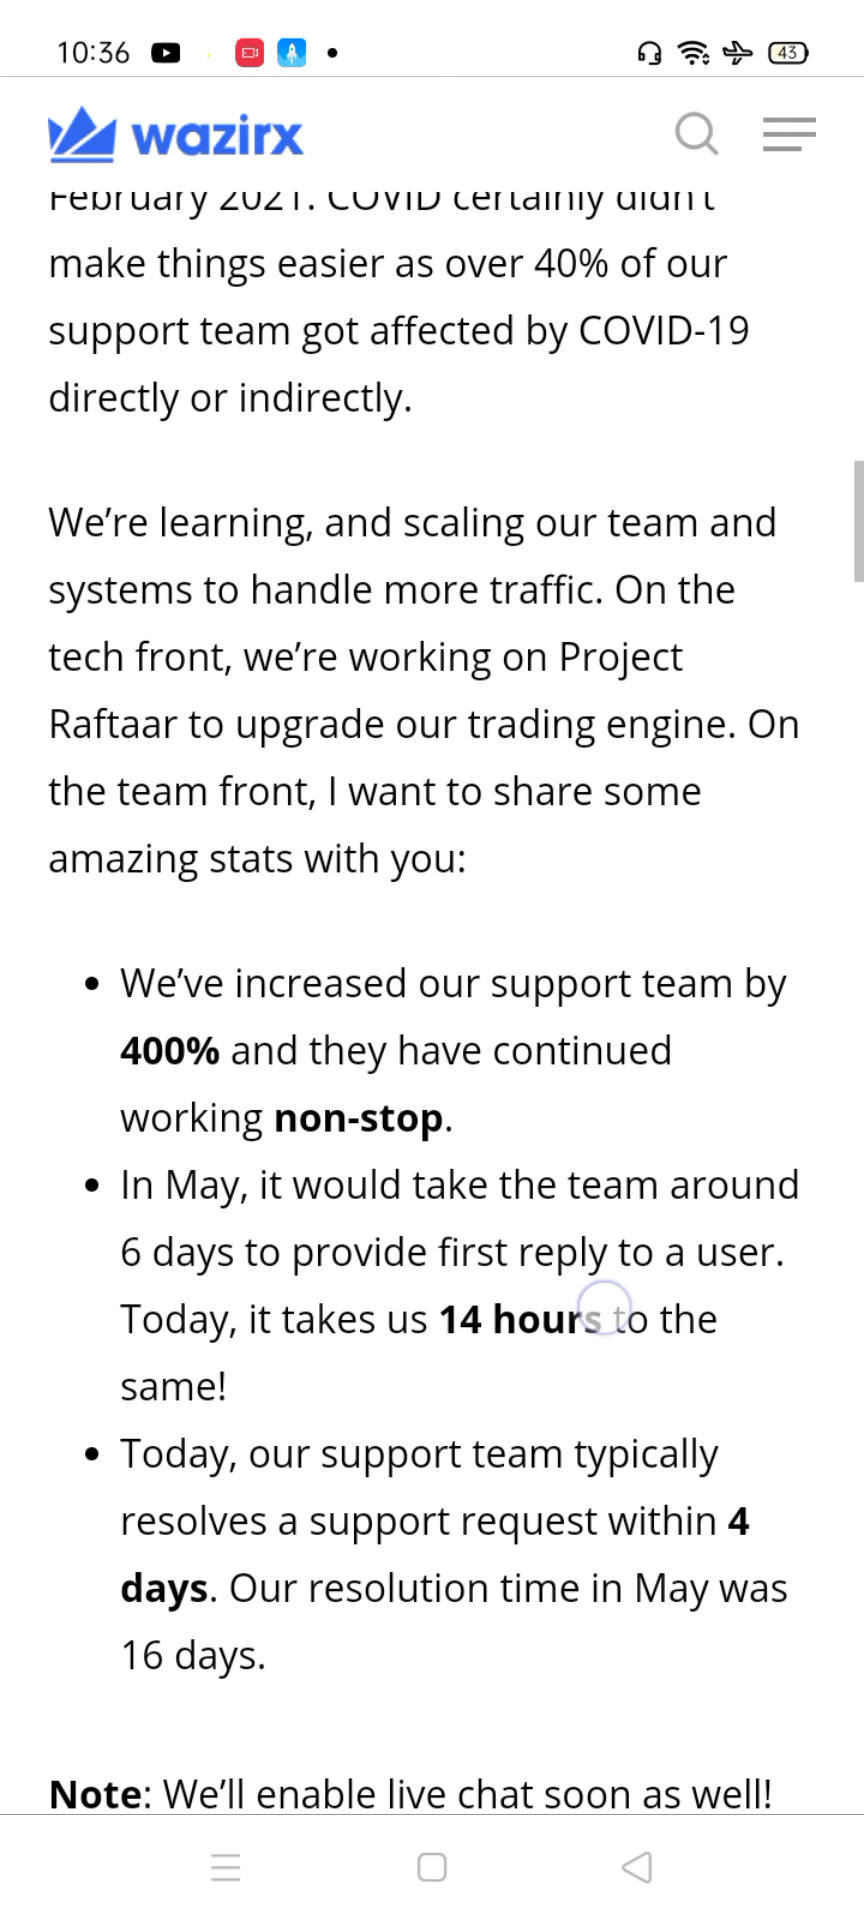 10:36
43
wazirx
February 2021. COVID certainly didn't
make things easier as over 40% of our
support team got affected by COVID-19
directly or indirectly.
We’re learning, and scaling our team and
systems to handle more traffic. On the
tech front, we’re working on Project
Raftaar to upgrade our trading engine. On
the team front, I want to share some
amazing stats with you:
• We’ve increased our support team by
400% and they have continued
working non-stop.
• In May, it would take the team around
6 days to provide first reply to a user.
Today, it takes us 14 hours to the
same!
• Today, our support team typically
resolves a support request within 4
days. Our resolution time in May was
16 days.
Note: We’ll enable live chat soon as well!